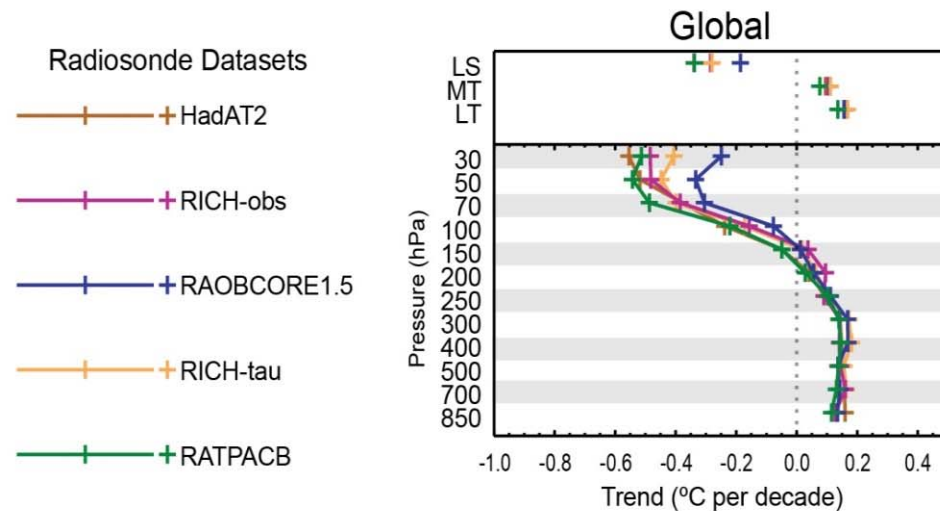 Global
Radiosonde Datasets
HadAT2
RICH-obs
RAOBCORE1.5
RICH-tau
RATPACB
LS
MT
LT
Pressure (hPa)
30
50
70
100
150
200
250
300
400
500
700
850
-1.0 -0.8 -0.6 -0.4 -0.2 0.0 0.2 0.4
Trend (ºC per decade)